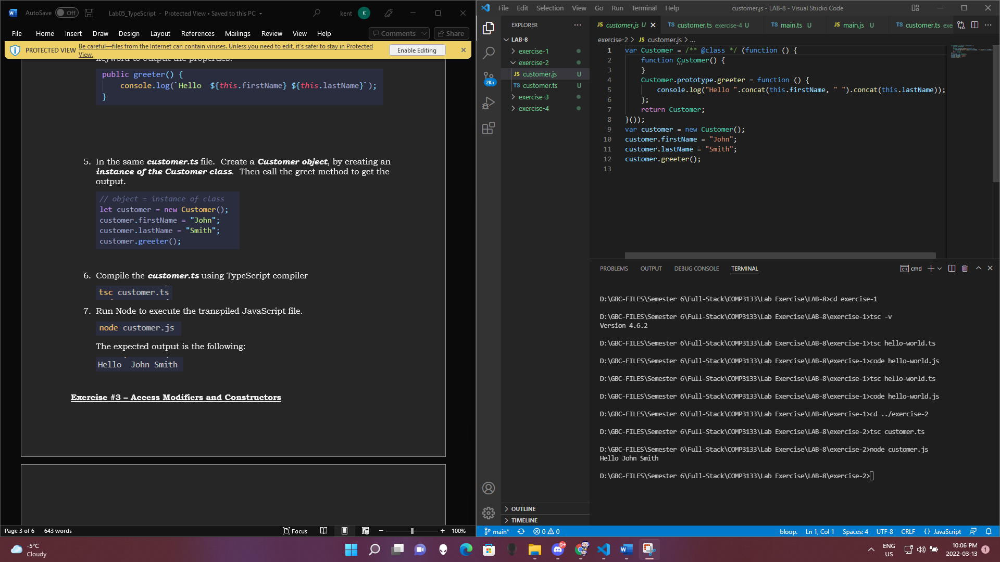 AutoSave Off Lab05_TypeScript - Protected View • Saved to this PC kent K
File Home Insert Draw Design Layout References Mailings Review View Help Comments Share
PROTECTED VIEW Be careful—files from the Internet can contain viruses. Unless you need to edit, it's safer to stay in Protected View. Enable Editing
keyword to output the properties.
public greeter() {
console.log(`Hello  ${this.firstName} ${this.lastName}`);
}
5. In the same customer.ts file.  Create a Customer object, by creating an
instance of the Customer class.  Then call the greet method to get the
output.
// object = instance of class
let customer = new Customer();
customer.firstName = "John";
customer.lastName = "Smith";
customer.greeter();
6. Compile the customer.ts using TypeScript compiler
tsc customer.ts
7. Run Node to execute the transpiled JavaScript file.
node customer.js
The expected output is the following:
Hello  John Smith
Exercise #3 – Access Modifiers and Constructors
Page 3 of 6 643 words Focus 100%
File Edit Selection View Go Run Terminal Help customer.js - LAB-8 - Visual Studio Code
EXPLORER
LAB-8
exercise-1
exercise-2
JS customer.js U
TS customer.ts U
exercise-3
exercise-4
2K+
OUTLINE
TIMELINE
JS customer.js U TS customer.ts exercise-4 U TS main.ts U JS main.js U TS customer.ts exe
exercise-2 > JS customer.js > ...
1 var Customer = /** @class */ (function () {
2 function Customer() {
3 }
4 Customer.prototype.greeter = function () {
5 console.log("Hello ".concat(this.firstName, " ").concat(this.lastName));
6 };
7 return Customer;
8 }());
9 var customer = new Customer();
10 customer.firstName = "John";
11 customer.lastName = "Smith";
12 customer.greeter();
13
PROBLEMS OUTPUT DEBUG CONSOLE TERMINAL cmd
D:\GBC-FILES\Semester 6\Full-Stack\COMP3133\Lab Exercise\LAB-8>cd exercise-1
D:\GBC-FILES\Semester 6\Full-Stack\COMP3133\Lab Exercise\LAB-8\exercise-1>tsc -v
Version 4.6.2
D:\GBC-FILES\Semester 6\Full-Stack\COMP3133\Lab Exercise\LAB-8\exercise-1>tsc hello-world.ts
D:\GBC-FILES\Semester 6\Full-Stack\COMP3133\Lab Exercise\LAB-8\exercise-1>code hello-world.js
D:\GBC-FILES\Semester 6\Full-Stack\COMP3133\Lab Exercise\LAB-8\exercise-1>tsc hello-world.ts
D:\GBC-FILES\Semester 6\Full-Stack\COMP3133\Lab Exercise\LAB-8\exercise-1>code hello-world.js
D:\GBC-FILES\Semester 6\Full-Stack\COMP3133\Lab Exercise\LAB-8\exercise-1>cd ../exercise-2
D:\GBC-FILES\Semester 6\Full-Stack\COMP3133\Lab Exercise\LAB-8\exercise-2>tsc customer.ts
D:\GBC-FILES\Semester 6\Full-Stack\COMP3133\Lab Exercise\LAB-8\exercise-2>node customer.js
Hello John Smith
D:\GBC-FILES\Semester 6\Full-Stack\COMP3133\Lab Exercise\LAB-8\exercise-2>
main* 0 0 bloop. Ln 1, Col 1 Spaces: 4 UTF-8 CRLF {} JavaScript
-5°C
Cloudy
9+
ENG
US
10:06 PM
2022-03-13
1